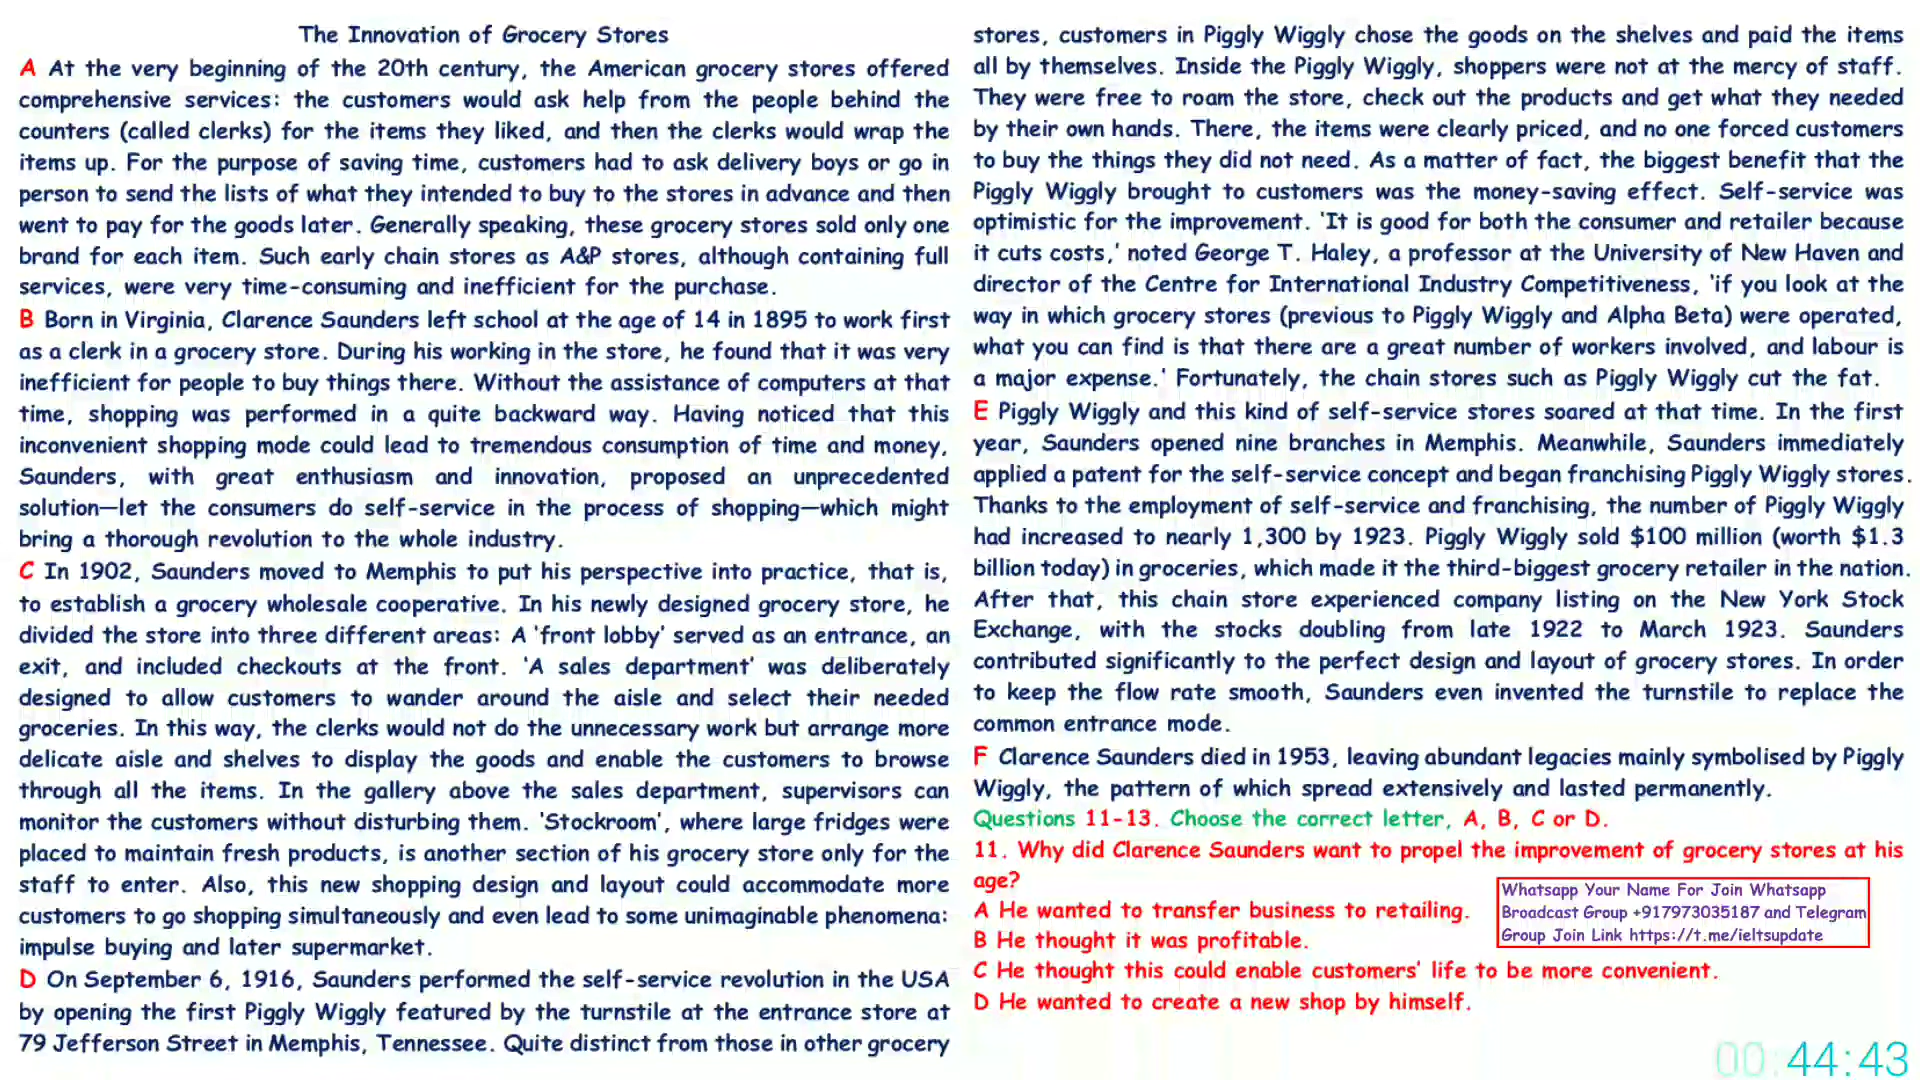 The Innovation of Grocery Stores
A At the very beginning of the 20th century, the American grocery stores offered
comprehensive services: the customers would ask help from the people behind the
counters (called clerks) for the items they liked, and then the clerks would wrap the
items up. For the purpose of saving time, customers had to ask delivery boys or go in
person to send the lists of what they intended to buy to the stores in advance and then
went to pay for the goods later. Generally speaking, these grocery stores sold only one
brand for each item. Such early chain stores as A&P stores, although containing full
services, were very time-consuming and inefficient for the purchase.
B Born in Virginia, Clarence Saunders left school at the age of 14 in 1895 to work first
as a clerk in a grocery store. During his working in the store, he found that it was very
inefficient for people to buy things there. Without the assistance of computers at that
time, shopping was performed in a quite backward way. Having noticed that this
inconvenient shopping mode could lead to tremendous consumption of time and money,
Saunders, with great enthusiasm and innovation, proposed an unprecedented
solution—let the consumers do self-service in the process of shopping—which might
bring a thorough revolution to the whole industry.
C In 1902, Saunders moved to Memphis to put his perspective into practice, that is,
to establish a grocery wholesale cooperative. In his newly designed grocery store, he
divided the store into three different areas: A 'front lobby' served as an entrance, an
exit, and included checkouts at the front. 'A sales department' was deliberately
designed to allow customers to wander around the aisle and select their needed
groceries. In this way, the clerks would not do the unnecessary work but arrange more
delicate aisle and shelves to display the goods and enable the customers to browse
through all the items. In the gallery above the sales department, supervisors can
monitor the customers without disturbing them. 'Stockroom', where large fridges were
placed to maintain fresh products, is another section of his grocery store only for the
staff to enter. Also, this new shopping design and layout could accommodate more
customers to go shopping simultaneously and even lead to some unimaginable phenomena:
impulse buying and later supermarket.
D On September 6, 1916, Saunders performed the self-service revolution in the USA
by opening the first Piggly Wiggly featured by the turnstile at the entrance store at
79 Jefferson Street in Memphis, Tennessee. Quite distinct from those in other grocery
stores, customers in Piggly Wiggly chose the goods on the shelves and paid the items
all by themselves. Inside the Piggly Wiggly, shoppers were not at the mercy of staff.
They were free to roam the store, check out the products and get what they needed
by their own hands. There, the items were clearly priced, and no one forced customers
to buy the things they did not need. As a matter of fact, the biggest benefit that the
Piggly Wiggly brought to customers was the money-saving effect. Self-service was
optimistic for the improvement. 'It is good for both the consumer and retailer because
it cuts costs,' noted George T. Haley, a professor at the University of New Haven and
director of the Centre for International Industry Competitiveness, 'if you look at the
way in which grocery stores (previous to Piggly Wiggly and Alpha Beta) were operated,
what you can find is that there are a great number of workers involved, and labour is
a major expense.' Fortunately, the chain stores such as Piggly Wiggly cut the fat.
E Piggly Wiggly and this kind of self-service stores soared at that time. In the first
year, Saunders opened nine branches in Memphis. Meanwhile, Saunders immediately
applied a patent for the self-service concept and began franchising Piggly Wiggly stores.
Thanks to the employment of self-service and franchising, the number of Piggly Wiggly
had increased to nearly 1,300 by 1923. Piggly Wiggly sold $100 million (worth $1.3
billion today) in groceries, which made it the third-biggest grocery retailer in the nation.
After that, this chain store experienced company listing on the New York Stock
Exchange, with the stocks doubling from late 1922 to March 1923. Saunders
contributed significantly to the perfect design and layout of grocery stores. In order
to keep the flow rate smooth, Saunders even invented the turnstile to replace the
common entrance mode.
F Clarence Saunders died in 1953, leaving abundant legacies mainly symbolised by Piggly
Wiggly, the pattern of which spread extensively and lasted permanently.
Questions 11-13. Choose the correct letter, A, B, C or D.
11. Why did Clarence Saunders want to propel the improvement of grocery stores at his
age?
A He wanted to transfer business to retailing.
B He thought it was profitable.
C He thought this could enable customers' life to be more convenient.
D He wanted to create a new shop by himself.
Whatsapp Your Name For Join Whatsapp
Broadcast Group +917973035187 and Telegram
Group Join Link https://t.me/ieltsupdate
00:44:43